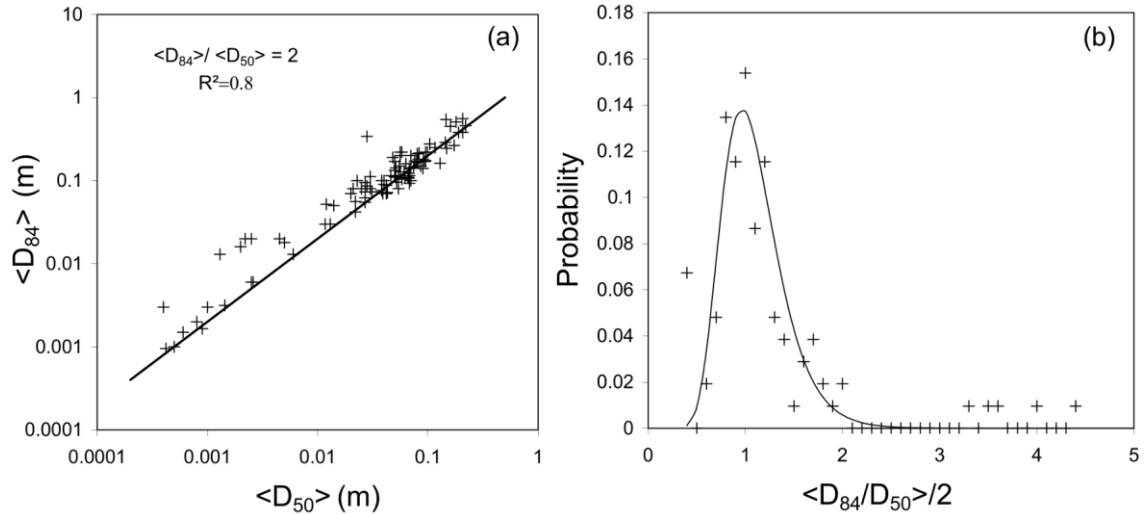 (a)
<D84>/ <D50> = 2
R²=0.8
10
1
0.1
0.01
0.001
0.0001
<D84> (m)
0.0001 0.001 0.01 0.1 1
<D50> (m)
(b)
0.18
0.16
0.14
0.12
0.1
0.08
0.06
0.04
0.02
0
Probability
0 1 2 3 4 5
<D84/D50>/2